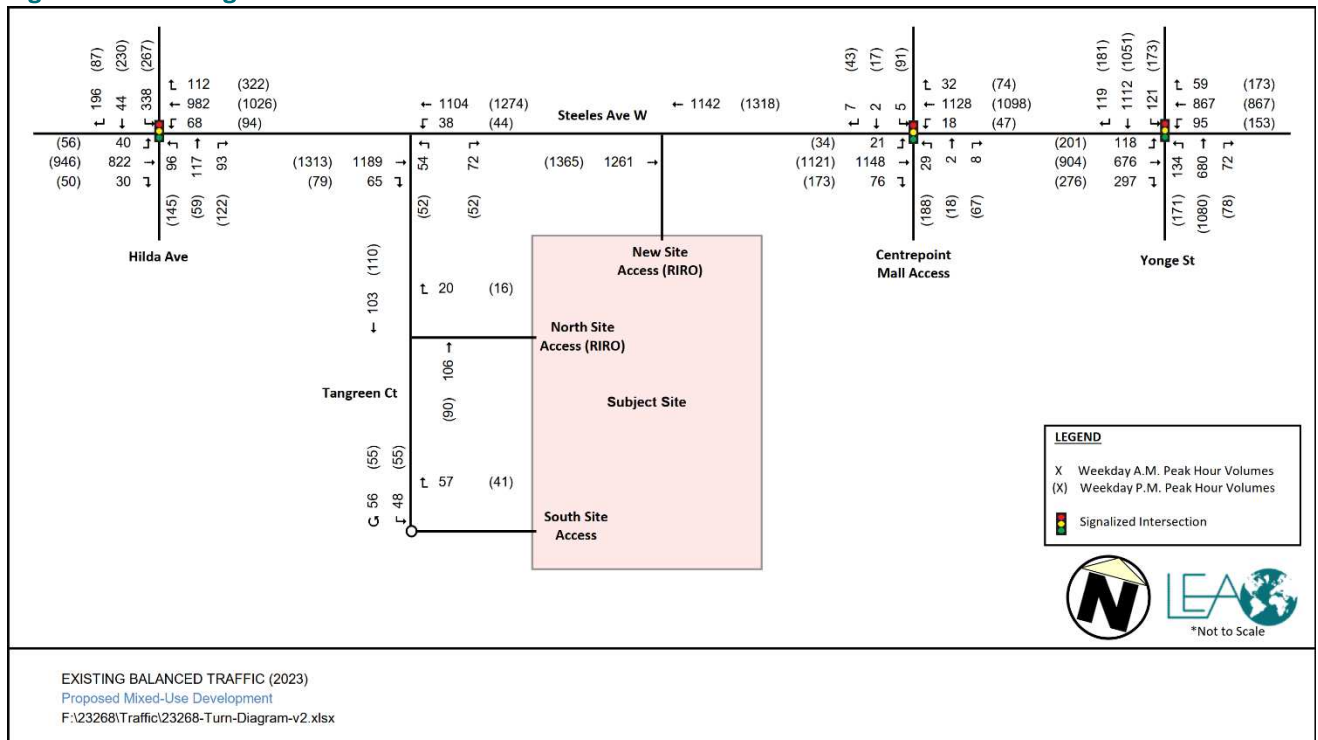 (87) (230) (267)
196 44 338
↰ 112 (322)
← 982 (1026)
68 (94)
(56) 40
(946) 822 →
(50) 30
96 117 93
(145) (59) (122)
Hilda Ave
← 1104 (1274)
38 (44)
Steeles Ave W
← 1142 (1318)
(1313) 1189 →
(79) 65
54 72
(52) (52)
(1365) 1261 →
(43) (17) (91)
7 2 5
32 (74)
← 1128 (1098)
18 (47)
(34) 21
(1121) 1148 →
(173) 76
29 2 8
(188) (18) (67)
Centrepoint
Mall Access
(181) (1051) (173)
119 1112 121
59 (173)
← 867 (867)
95 (153)
(201) 118
(904) 676 →
(276) 297
134 680 72
(171) (1080) (78)
Yonge St
New Site
Access (RIRO)
← 103 (110)
20 (16)
North Site
Access (RIRO)
106 →
(90)
Tangreen Ct
Subject Site
(55) (55)
56 48
57 (41)
South Site
Access
LEGEND
X Weekday A.M. Peak Hour Volumes
(X) Weekday P.M. Peak Hour Volumes
Signalized Intersection
N
LEA
*Not to Scale
EXISTING BALANCED TRAFFIC (2023)
Proposed Mixed-Use Development
F:\23268\Traffic\23268-Turn-Diagram-v2.xlsx